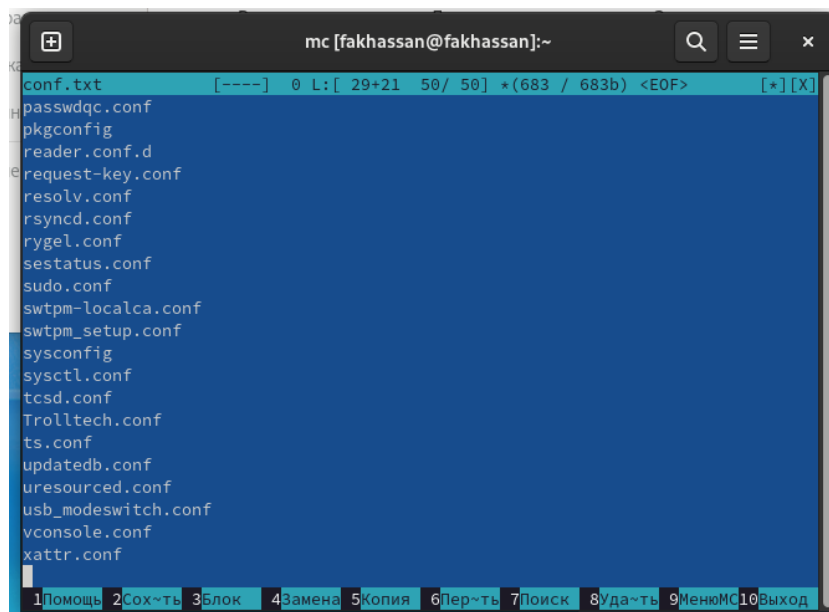 mc [fakhassan@fakhassan]:~
conf.txt [----] 0 L:[ 29+21 50/ 50] *(683 / 683b) <EOF> [*][X]
passwdqc.conf
pkgconfig
reader.conf.d
request-key.conf
resolv.conf
rsyncd.conf
rygel.conf
sestatus.conf
sudo.conf
swtpm-localca.conf
swtpm_setup.conf
sysconfig
sysctl.conf
tcsd.conf
Trolltech.conf
ts.conf
updatedb.conf
uresourced.conf
usb_modeswitch.conf
vconsole.conf
xattr.conf
1Помощь 2Сох~ть 3Блок 4Замена 5Копия 6Пер~ть 7Поиск 8Уда~ть 9МенюMC 10Выход